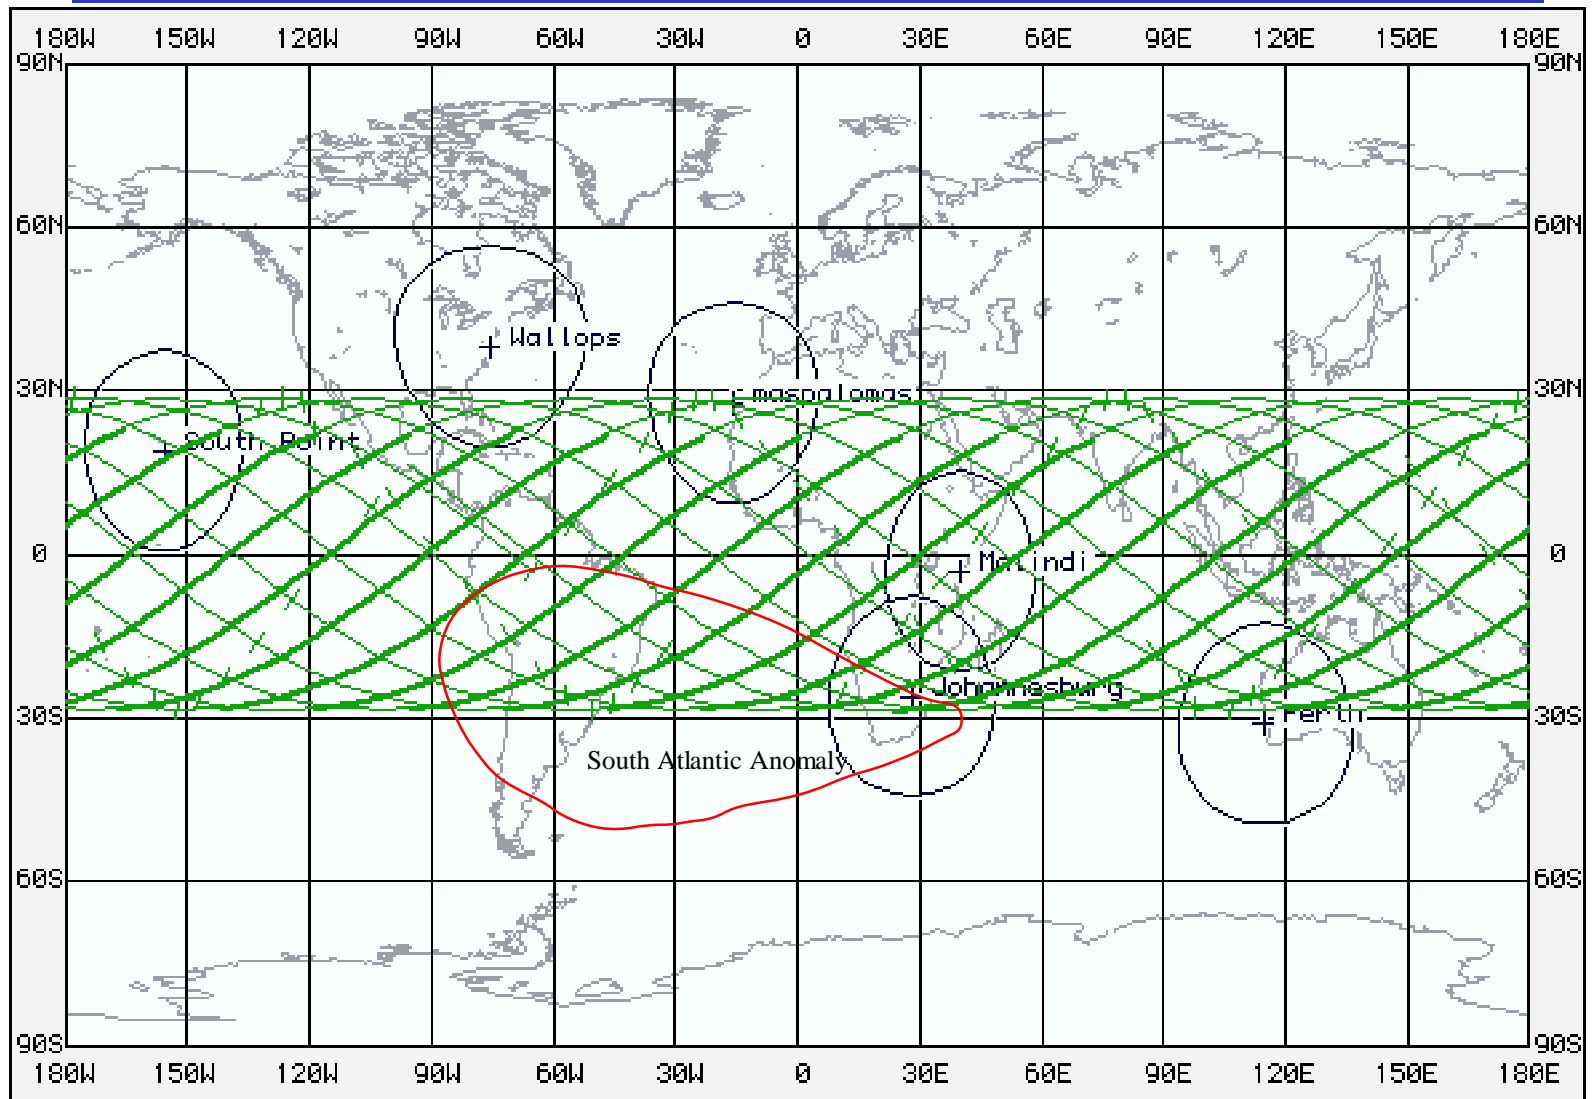 180W 150W 120W 90W 60W 30W 0 30E 60E 90E 120E 150E 180E
90N 90N
60N 60N
Wallops
30N 30N
maspalomas
South Point
0 0
Malindi
Johannesburg
30S Perth 30S
South Atlantic Anomaly
60S 60S
90S 90S
180W 150W 120W 90W 60W 30W 0 30E 60E 90E 120E 150E 180E